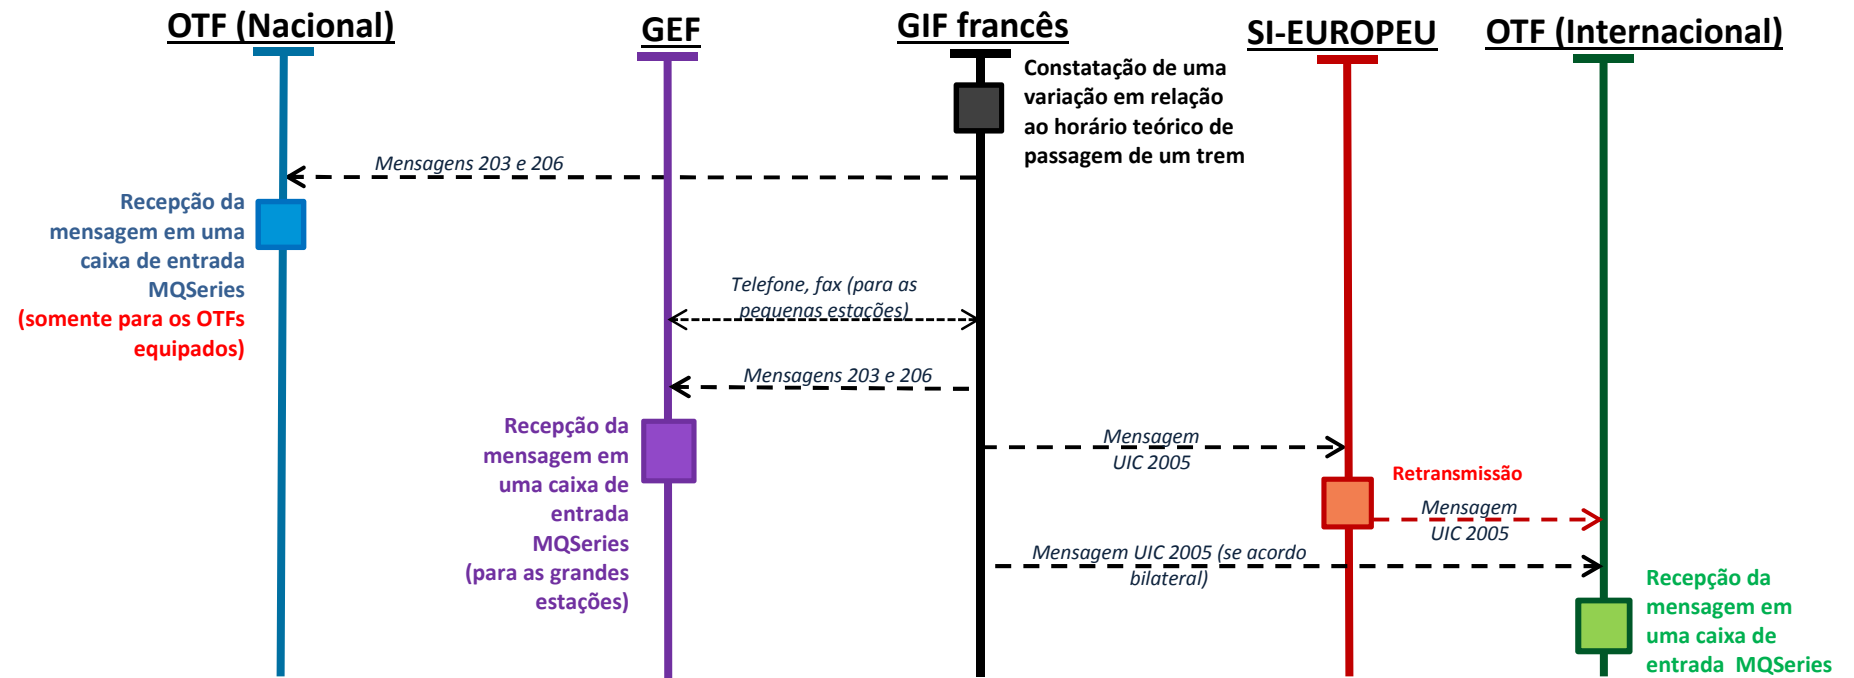 OTF (Nacional)
GEF
GIF francês
SI-EUROPEU
OTF (Internacional)
Constatação de uma
variação em relação
ao horário teórico de
passagem de um trem
Mensagens 203 e 206
Recepção da
mensagem em uma
caixa de entrada
MQSeries
(somente para os OTFs
equipados)
Telefone, fax (para as
pequenas estações)
Mensagens 203 e 206
Recepção da
mensagem em
uma caixa de
entrada
MQSeries
(para as grandes
estações)
Mensagem
UIC 2005
Retransmissão
Mensagem
UIC 2005
Mensagem UIC 2005 (se acordo
bilateral)
Recepção da
mensagem em
uma caixa de
entrada MQSeries